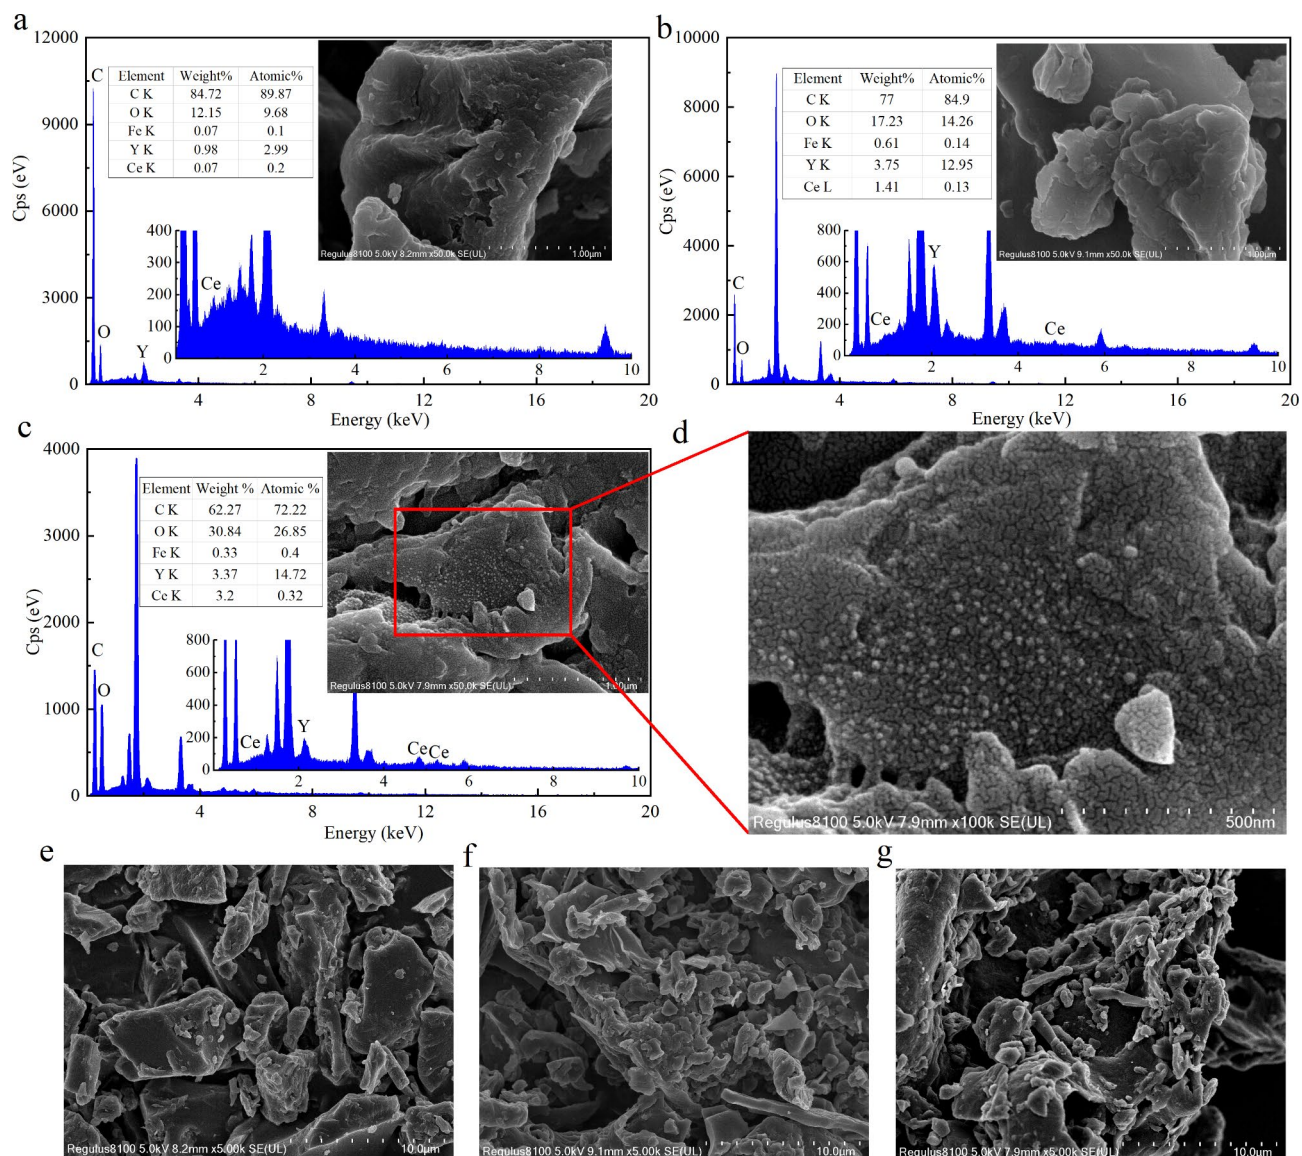 a
12000
9000
6000
3000
0
Cps (eV)
C
O
Y
Element Weight% Atomic%
C K 84.72 89.87
O K 12.15 9.68
Fe K 0.07 0.1
Y K 0.98 2.99
Ce K 0.07 0.2
Regulus8100 5.0kV 8.2mm x50.0k SE(UL) 1.00μm
400
300
200
100
0
Ce
2 4 6 8 10
4 8 12 16 20
Energy (keV)
b
10000
8000
6000
4000
2000
0
Cps (eV)
C
O
Element Weight% Atomic%
C K 77 84.9
O K 17.23 14.26
Fe K 0.61 0.14
Y K 3.75 12.95
Ce L 1.41 0.13
Regulus8100 5.0kV 9.1mm x50.0k SE(UL) 1.00μm
800
600
400
200
0
Ce
Y
Ce
2 4 6 8 10
4 8 12 16 20
Energy (keV)
c
4000
3000
2000
1000
0
Cps (eV)
C
O
Element Weight % Atomic %
C K 62.27 72.22
O K 30.84 26.85
Fe K 0.33 0.4
Y K 3.37 14.72
Ce K 3.2 0.32
Regulus8100 5.0kV 7.9mm x50.0k SE(UL) 1.00μm
800
600
400
200
0
Ce
Y
Ce
Ce
2 4 6 8 10
4 8 12 16 20
Energy (keV)
d
Regulus8100 5.0kV 7.9mm x100k SE(UL) 500nm
e
Regulus8100 5.0kV 8.2mm x5.00k SE(UL) 10.0μm
f
Regulus8100 5.0kV 9.1mm x5.00k SE(UL) 10.0μm
g
Regulus8100 5.0kV 7.9mm x5.00k SE(UL) 10.0μm